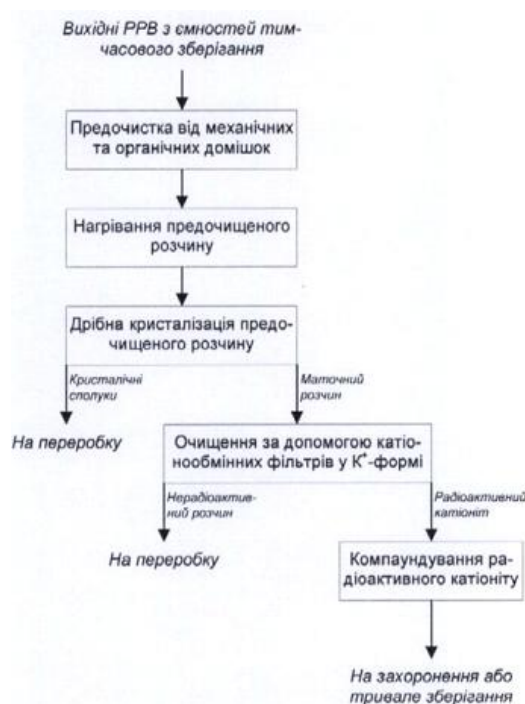 Вихідні РРВ з ємностей тим-
часового зберігання
Предочистка від механічних
та органічних домішок
Нагрівання предочищеного
розчину
Дрібна кристалізація предо-
чищеного розчину
Кристалічні
сполуки
Маточний
розчин
На переробку
Очищення за допомогою катіо-
нообмінних фільтрів у К⁺-формі
Нерадіоактив-
ний розчин
Радіоактивний
катіоніт
На переробку
Компаундування ра-
діоактивного катіоніту
На захоронення або
тривале зберігання